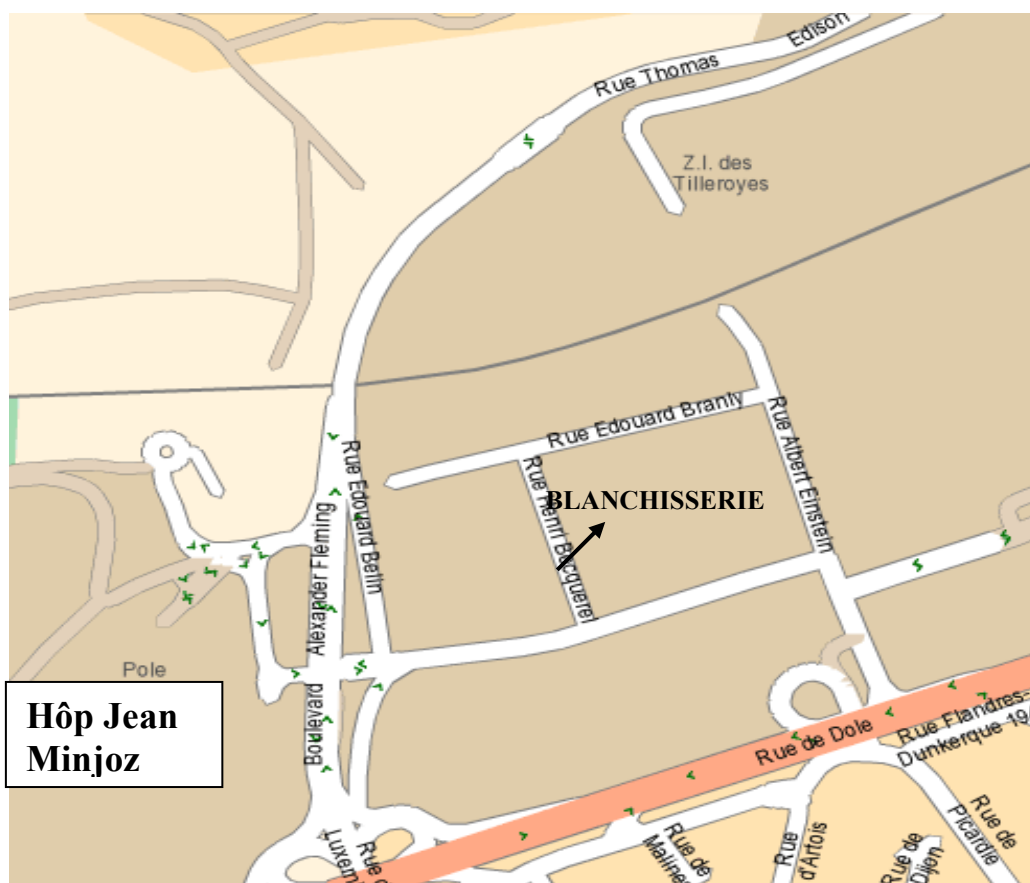 Rue Thomas Edison
Z.I. des
Tilleroyes
Rue Edouard Branly
Rue Albert Einstein
Rue Henri Becquerel
BLANCHISSERIE
Rue Edouard Belin
Boulevard Alexander Fleming
Pole
Hôp Jean
Minjoz
Rue de Dole
Rue Flandres-
Dunkerque-19
Rue de
Picardie
Rue de
Dijon
Rue
d'Artois
Rue de
Malines
Rue
Luxem